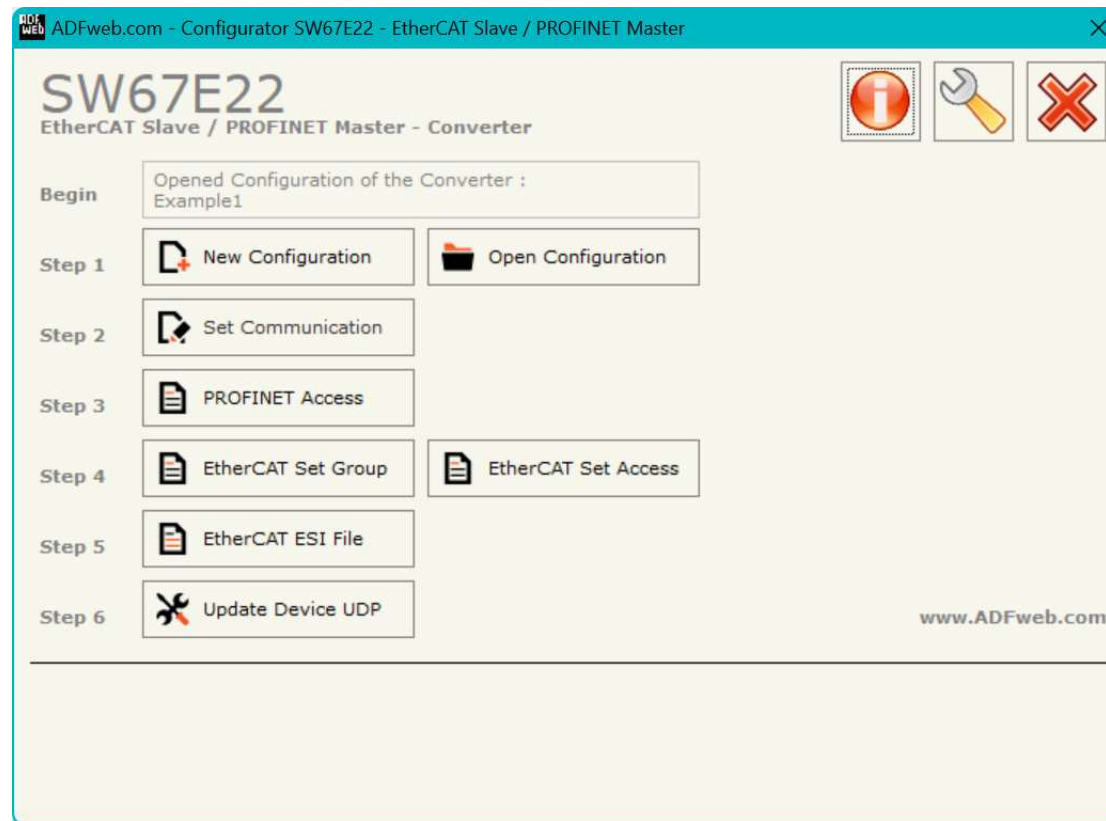 ADF WEB ADFweb.com - Configurator SW67E22 - EtherCAT Slave / PROFINET Master
SW67E22
EtherCAT Slave / PROFINET Master - Converter
Begin
Opened Configuration of the Converter :
Example1
Step 1
New Configuration
Open Configuration
Step 2
Set Communication
Step 3
PROFINET Access
Step 4
EtherCAT Set Group
EtherCAT Set Access
Step 5
EtherCAT ESI File
Step 6
Update Device UDP
www.ADFweb.com